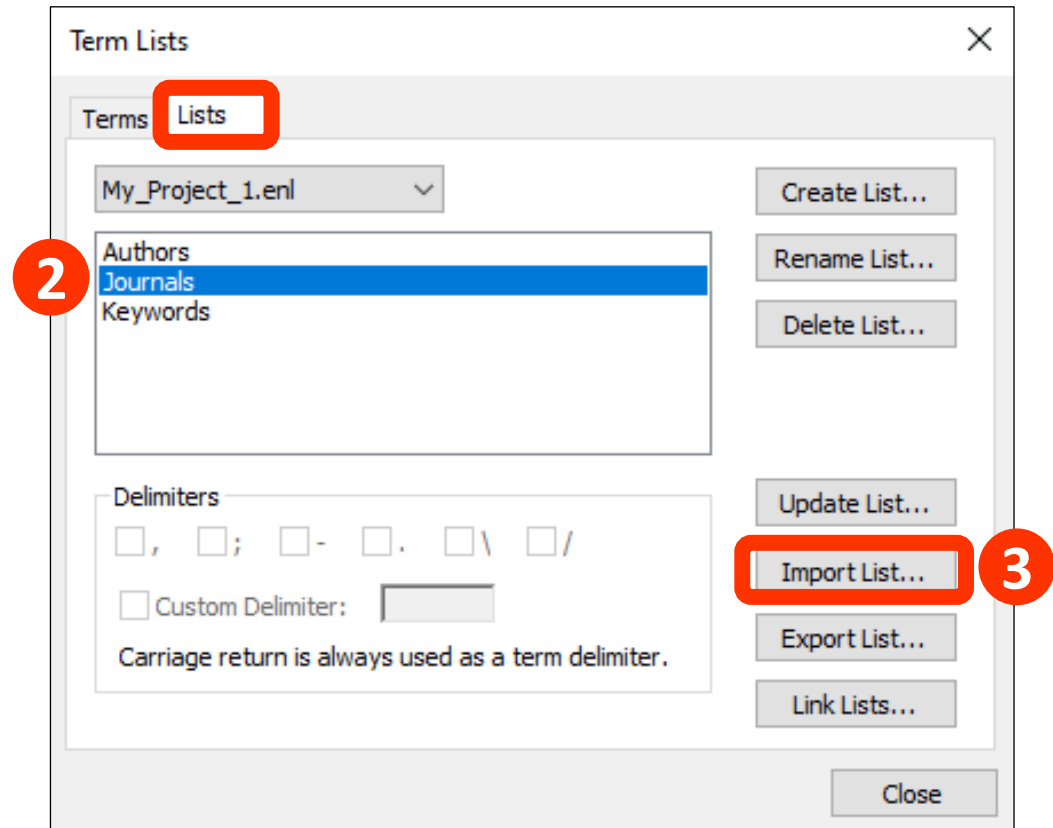 Term Lists
Terms
Lists
My_Project_1.enl
Create List...
2
Authors
Journals
Keywords
Rename List...
Delete List...
Delimiters
, ; - . \ /
Custom Delimiter:
Carriage return is always used as a term delimiter.
Update List...
Import List...
3
Export List...
Link Lists...
Close